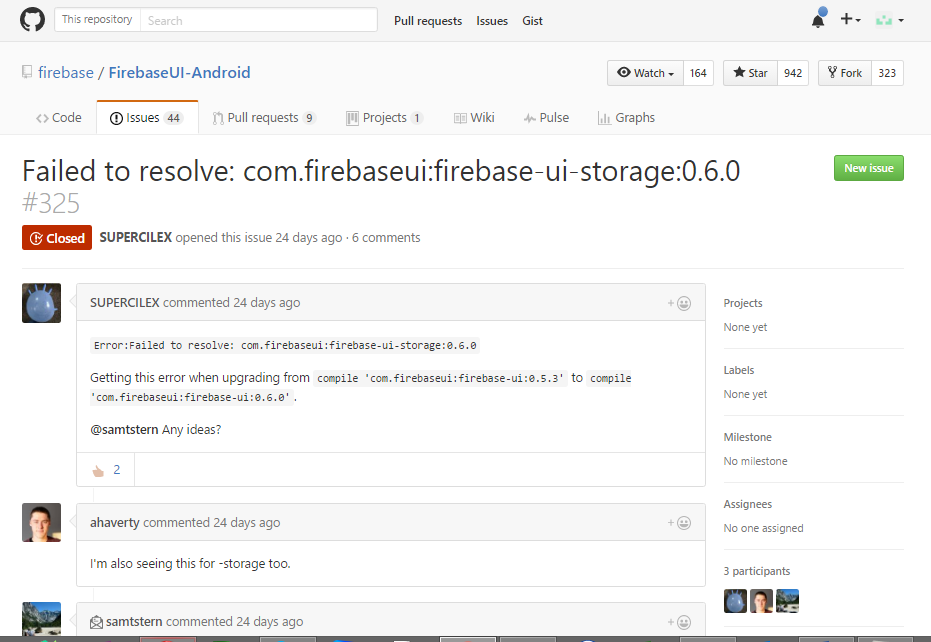 This repository Search Pull requests Issues Gist
firebase / FirebaseUI-Android Watch 164 Star 942 Fork 323
Code Issues 44 Pull requests 9 Projects 1 Wiki Pulse Graphs
Failed to resolve: com.firebaseui:firebase-ui-storage:0.6.0 New issue
#325
Closed SUPERCILEX opened this issue 24 days ago · 6 comments
SUPERCILEX commented 24 days ago
Error:Failed to resolve: com.firebaseui:firebase-ui-storage:0.6.0
Getting this error when upgrading from compile 'com.firebaseui:firebase-ui:0.5.3' to compile
'com.firebaseui:firebase-ui:0.6.0' .
@samtstern Any ideas?
2
ahaverty commented 24 days ago
I'm also seeing this for -storage too.
samtstern commented 24 days ago
Projects
None yet
Labels
None yet
Milestone
No milestone
Assignees
No one assigned
3 participants